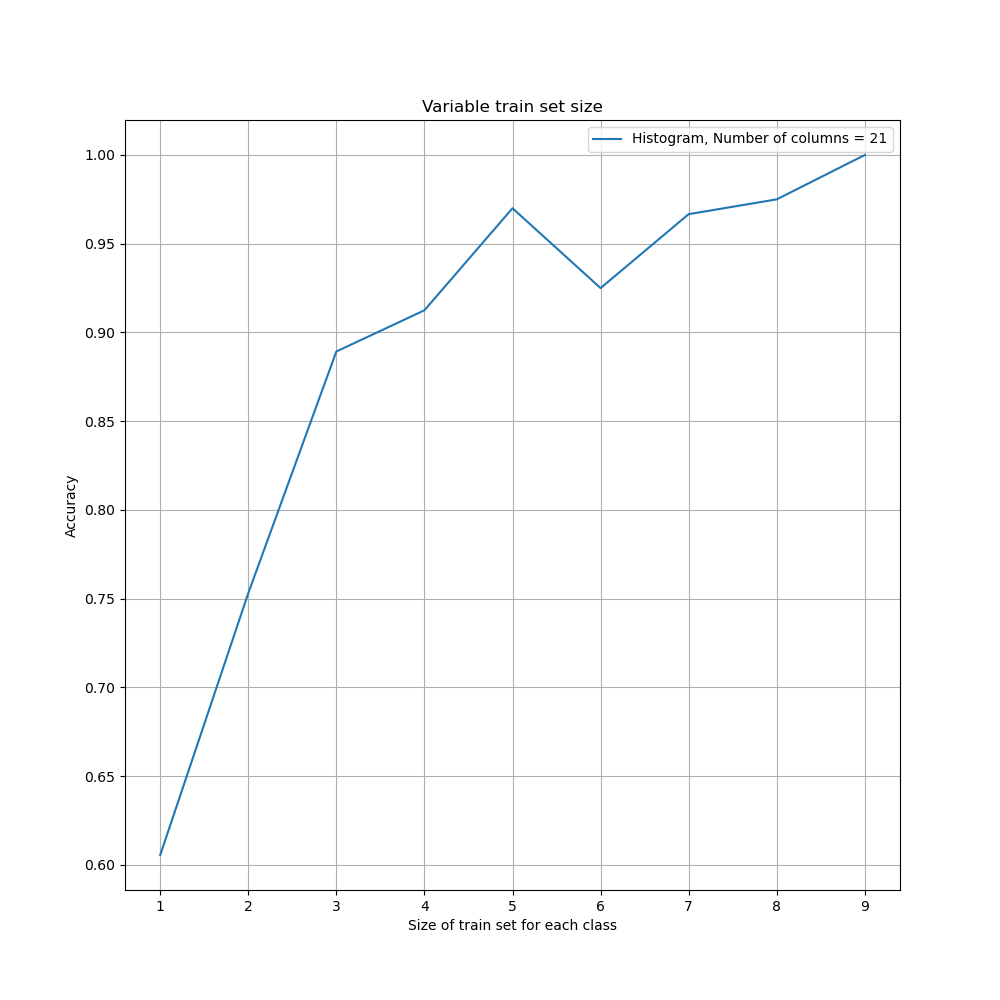 Variable train set size
Histogram, Number of columns = 21
1.00
0.95
0.90
0.85
0.80
0.75
0.70
0.65
0.60
Accuracy
1 2 3 4 5 6 7 8 9
Size of train set for each class